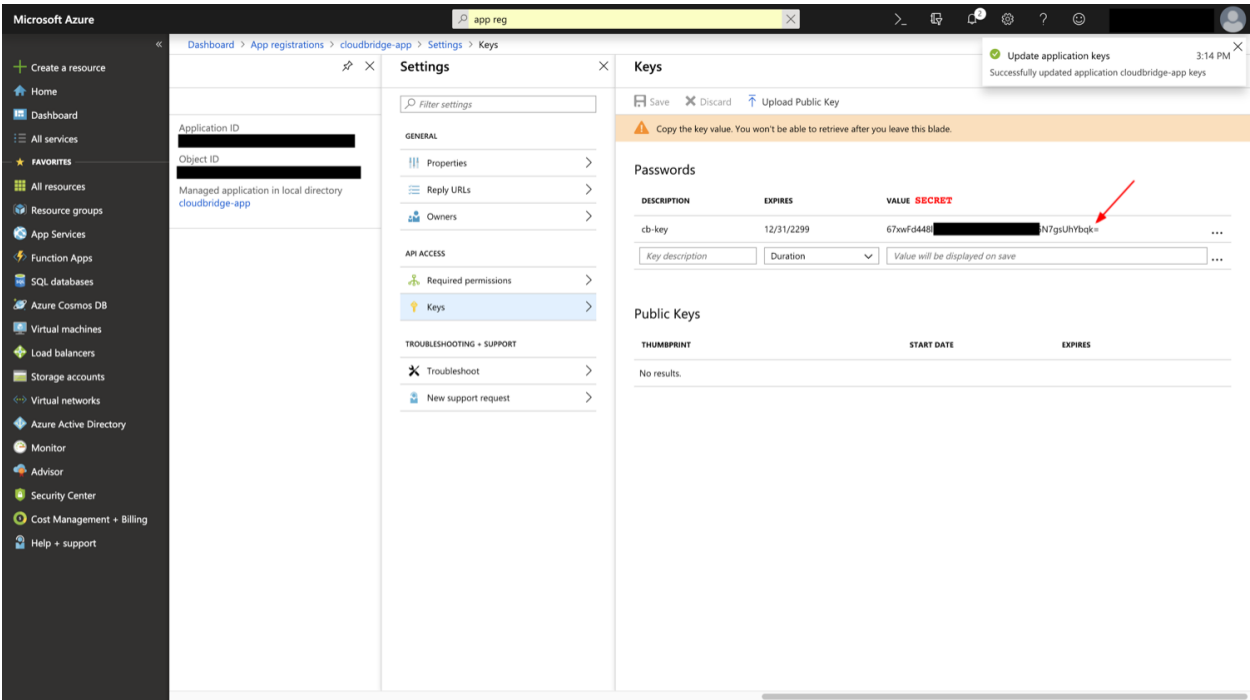 Microsoft Azure
app reg
2
Dashboard > App registrations > cloudbridge-app > Settings > Keys
Update application keys 3:14 PM
Successfully updated application cloudbridge-app keys
Create a resource
Home
Dashboard
All services
FAVORITES
All resources
Resource groups
App Services
Function Apps
SQL databases
Azure Cosmos DB
Virtual machines
Load balancers
Storage accounts
Virtual networks
Azure Active Directory
Monitor
Advisor
Security Center
Cost Management + Billing
Help + support
Application ID
Object ID
Managed application in local directory
cloudbridge-app
Settings
Filter settings
GENERAL
Properties
Reply URLs
Owners
API ACCESS
Required permissions
Keys
TROUBLESHOOTING + SUPPORT
Troubleshoot
New support request
Keys
Save Discard Upload Public Key
Copy the key value. You won't be able to retrieve after you leave this blade.
Passwords
DESCRIPTION EXPIRES VALUE SECRET
cb-key 12/31/2299 67xwFd448 N7gsUhYbqk=
Key description Duration Value will be displayed on save
Public Keys
THUMBPRINT START DATE EXPIRES
No results.